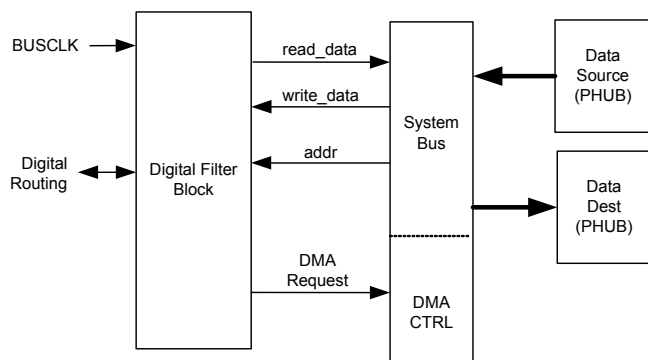 BUSCLK
Digital
Routing
Digital Filter
Block
read_data
write_data
addr
DMA
Request
System
Bus
DMA
CTRL
Data
Source
(PHUB)
Data
Dest
(PHUB)